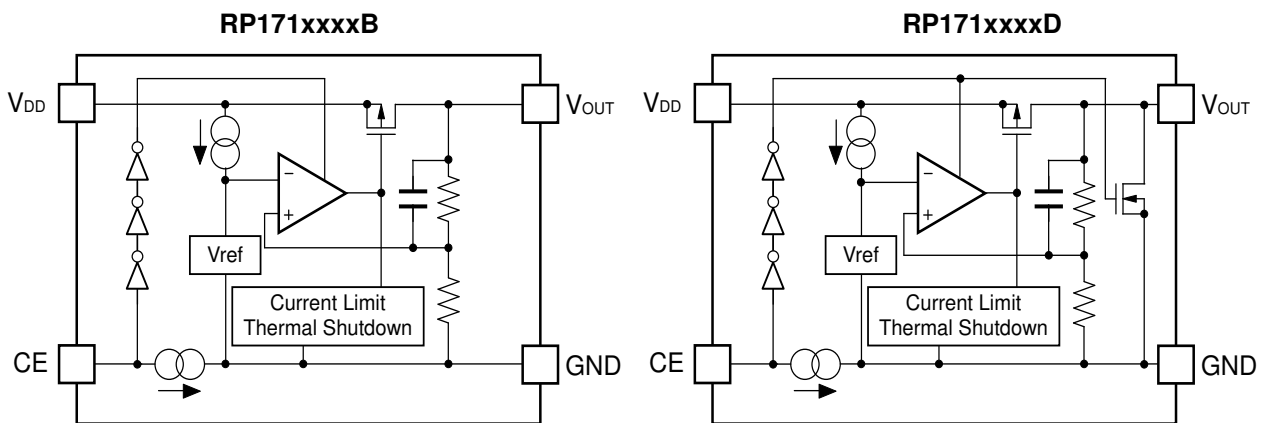 RP171xxxxB
VDD
VOUT
−
+
Vref
Current Limit
Thermal Shutdown
CE
GND
RP171xxxxD
VDD
VOUT
−
+
Vref
Current Limit
Thermal Shutdown
CE
GND